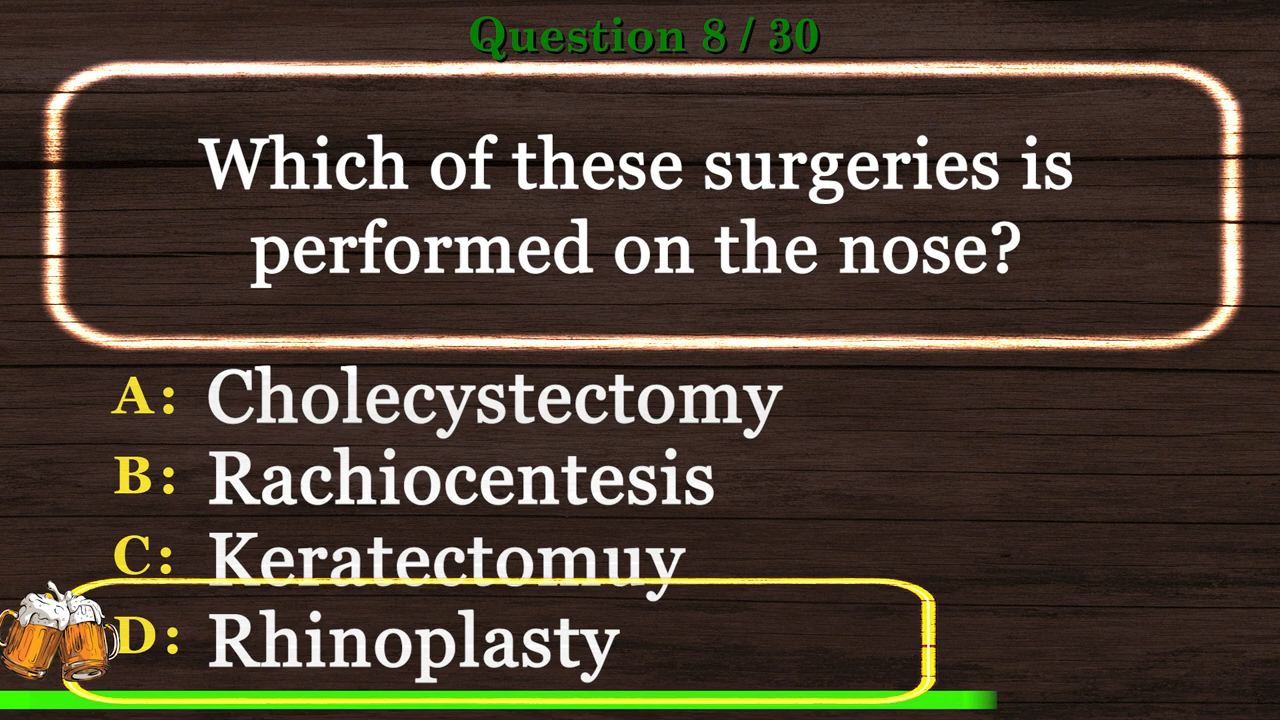 Question 8 / 30
Which of these surgeries is
performed on the nose?
A: Cholecystectomy
B: Rachiocentesis
C: Keratectomuy
D: Rhinoplasty